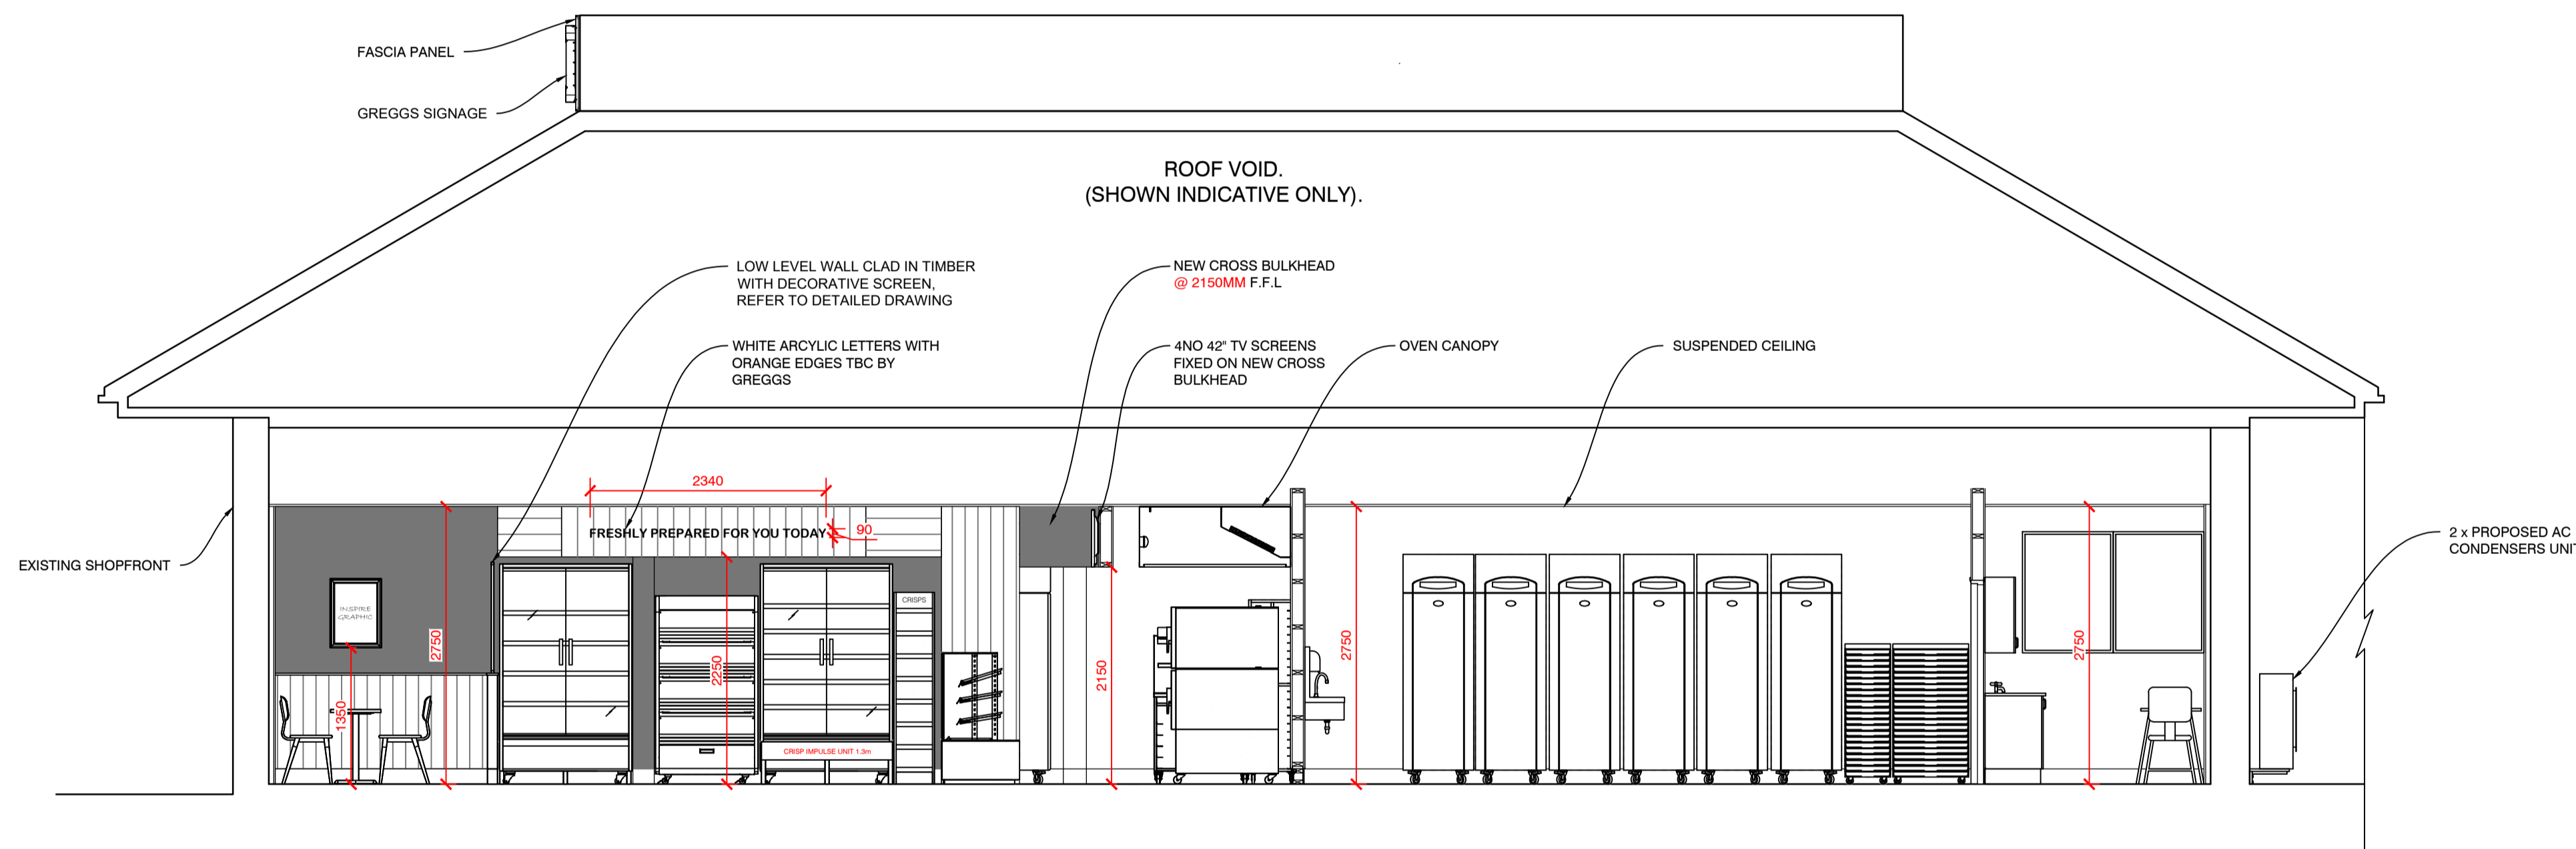 FASCIA PANEL
GREGGS SIGNAGE
ROOF VOID.
(SHOWN INDICATIVE ONLY).
LOW LEVEL WALL CLAD IN TIMBER
WITH DECORATIVE SCREEN,
REFER TO DETAILED DRAWING
NEW CROSS BULKHEAD
@ 2150MM F.F.L
WHITE ARCYLIC LETTERS WITH
ORANGE EDGES TBC BY
GREGGS
4NO 42" TV SCREENS
FIXED ON NEW CROSS
BULKHEAD
OVEN CANOPY
SUSPENDED CEILING
2340
FRESHLY PREPARED FOR YOU TODAY
90
EXISTING SHOPFRONT
2 x PROPOSED AC
CONDENSERS UNIT
INSPIRE
GRAPHIC
CRISPS
2750
2250
2150
2750
2750
1350
CRISP IMPULSE UNIT 1.3m